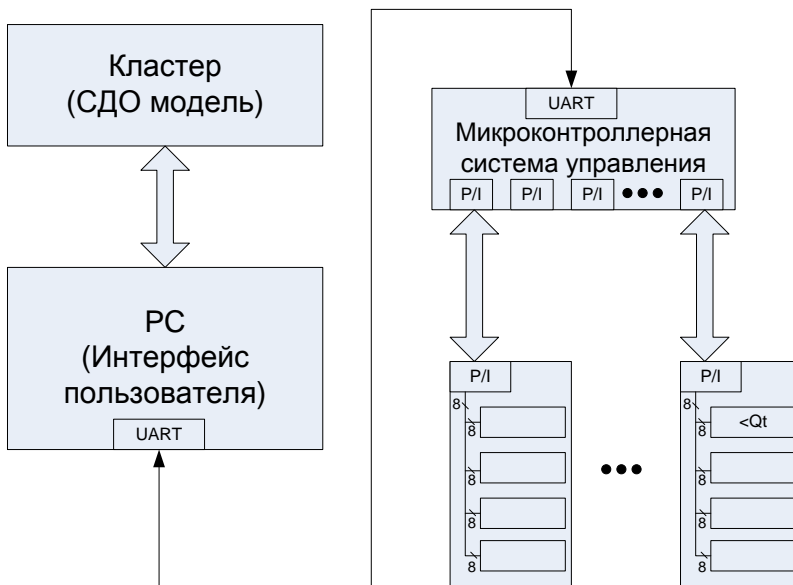 Кластер
(СДО модель)
PC
(Интерфейс
пользователя)
UART
UART
Микроконтроллерная
система управления
P/I
P/I
P/I
P/I
P/I
8
8
8
8
8
P/I
8
8
<Qt
8
8
8